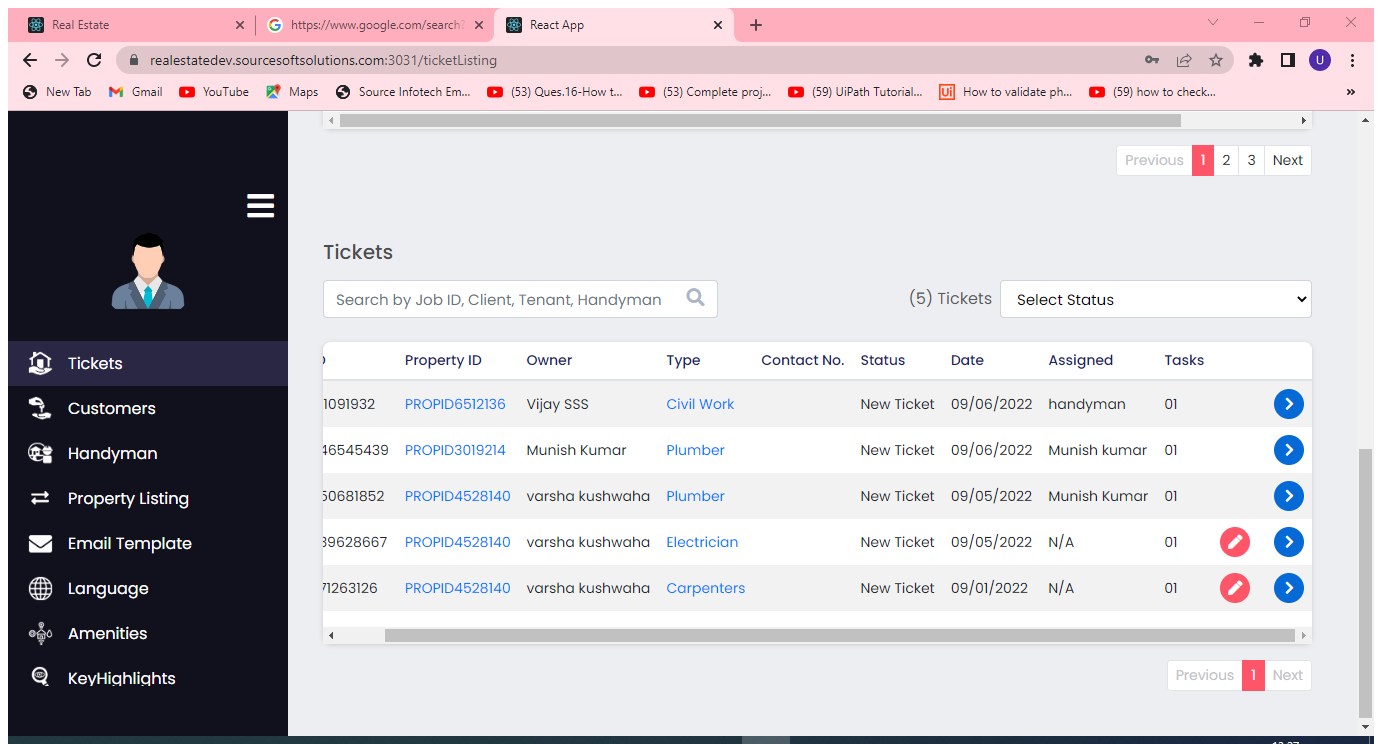 Real Estate
https://www.google.com/search?
React App
realestatedev.sourcesoftsolutions.com:3031/ticketListing
U
New Tab
Gmail
YouTube
Maps
Source Infotech Em...
(53) Ques.16-How t...
(53) Complete proj...
(59) UiPath Tutorial...
Ui
How to validate ph...
(59) how to check...
»
Previous 1 2 3 Next
Tickets
Search by Job ID, Client, Tenant, Handyman
(5) Tickets
Select Status
Property ID Owner Type Contact No. Status Date Assigned Tasks
1091932 PROPID6512136 Vijay SSS Civil Work New Ticket 09/06/2022 handyman 01
46545439 PROPID3019214 Munish Kumar Plumber New Ticket 09/06/2022 Munish kumar 01
50681852 PROPID4528140 varsha kushwaha Plumber New Ticket 09/05/2022 Munish Kumar 01
39628667 PROPID4528140 varsha kushwaha Electrician New Ticket 09/05/2022 N/A 01
71263126 PROPID4528140 varsha kushwaha Carpenters New Ticket 09/01/2022 N/A 01
Previous 1 Next
Tickets
Customers
Handyman
Property Listing
Email Template
Language
Amenities
KeyHighlights